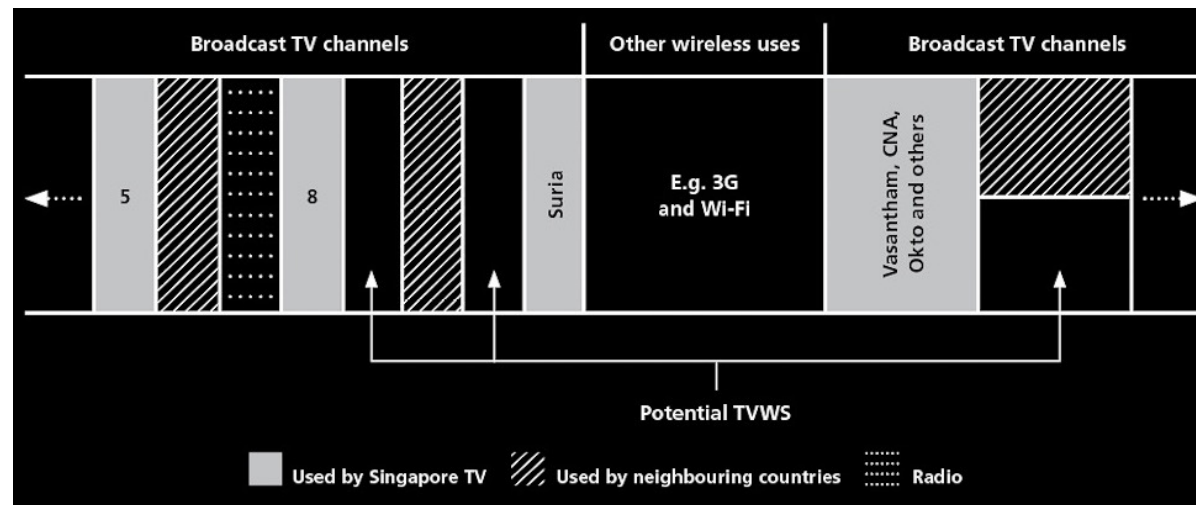 Broadcast TV channels
Other wireless uses
Broadcast TV channels
5
8
Suria
E.g. 3G
and Wi-Fi
Vasantham, CNA,
Okto and others
Potential TVWS
Used by Singapore TV
Used by neighbouring countries
Radio